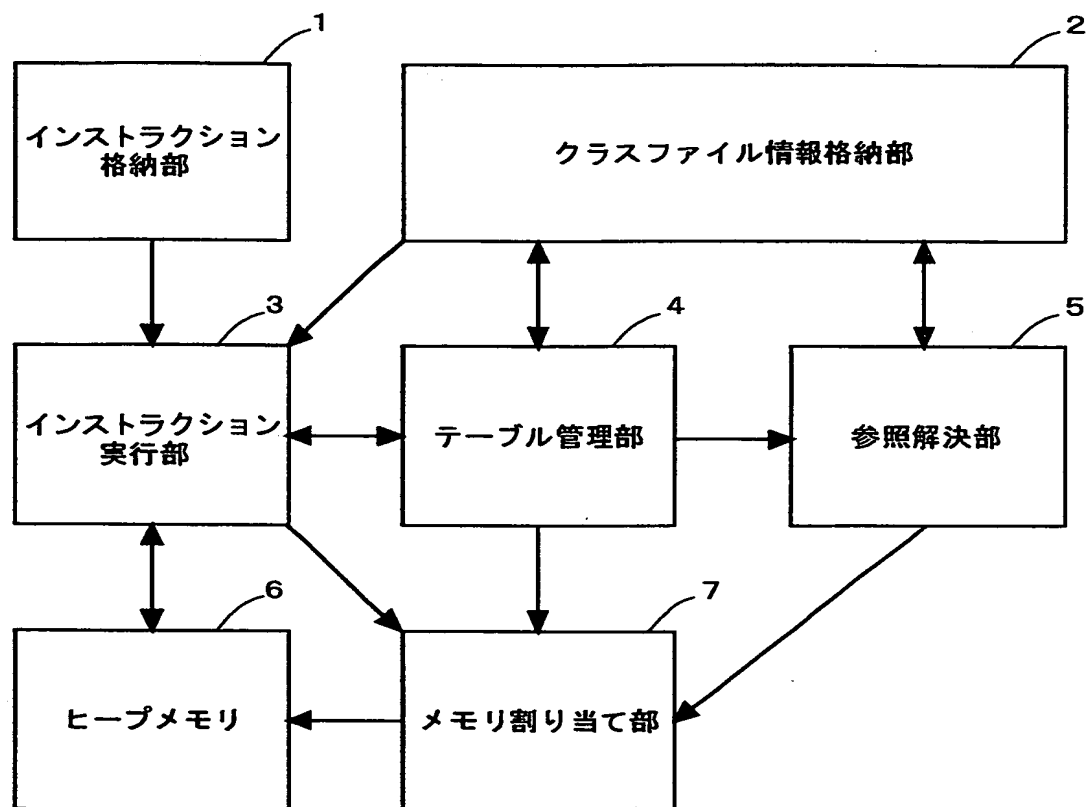 1
2
インストラクション
格納部
クラスファイル情報格納部
3
4
5
インストラクション
実行部
テーブル管理部
参照解決部
6
7
ヒープメモリ
メモリ割り当て部